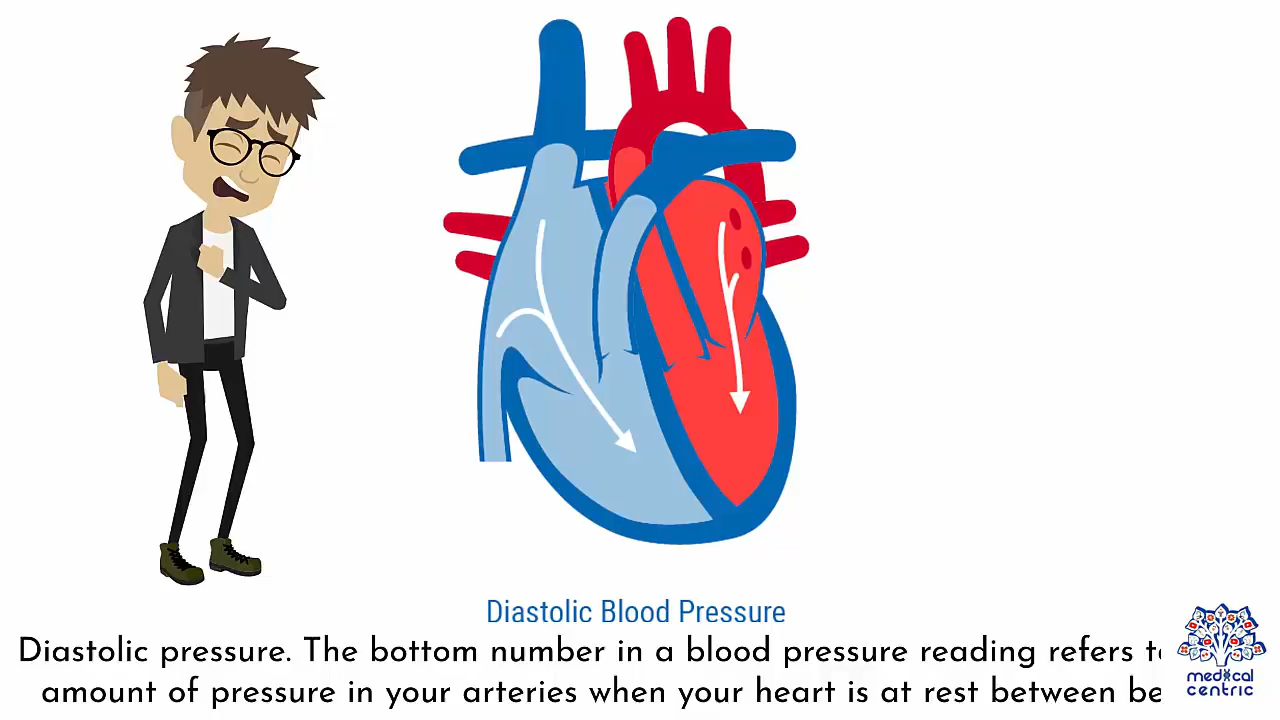 Diastolic Blood Pressure
Diastolic pressure. The bottom number in a blood pressure reading refers
amount of pressure in your arteries when your heart is at rest between
medical
centric